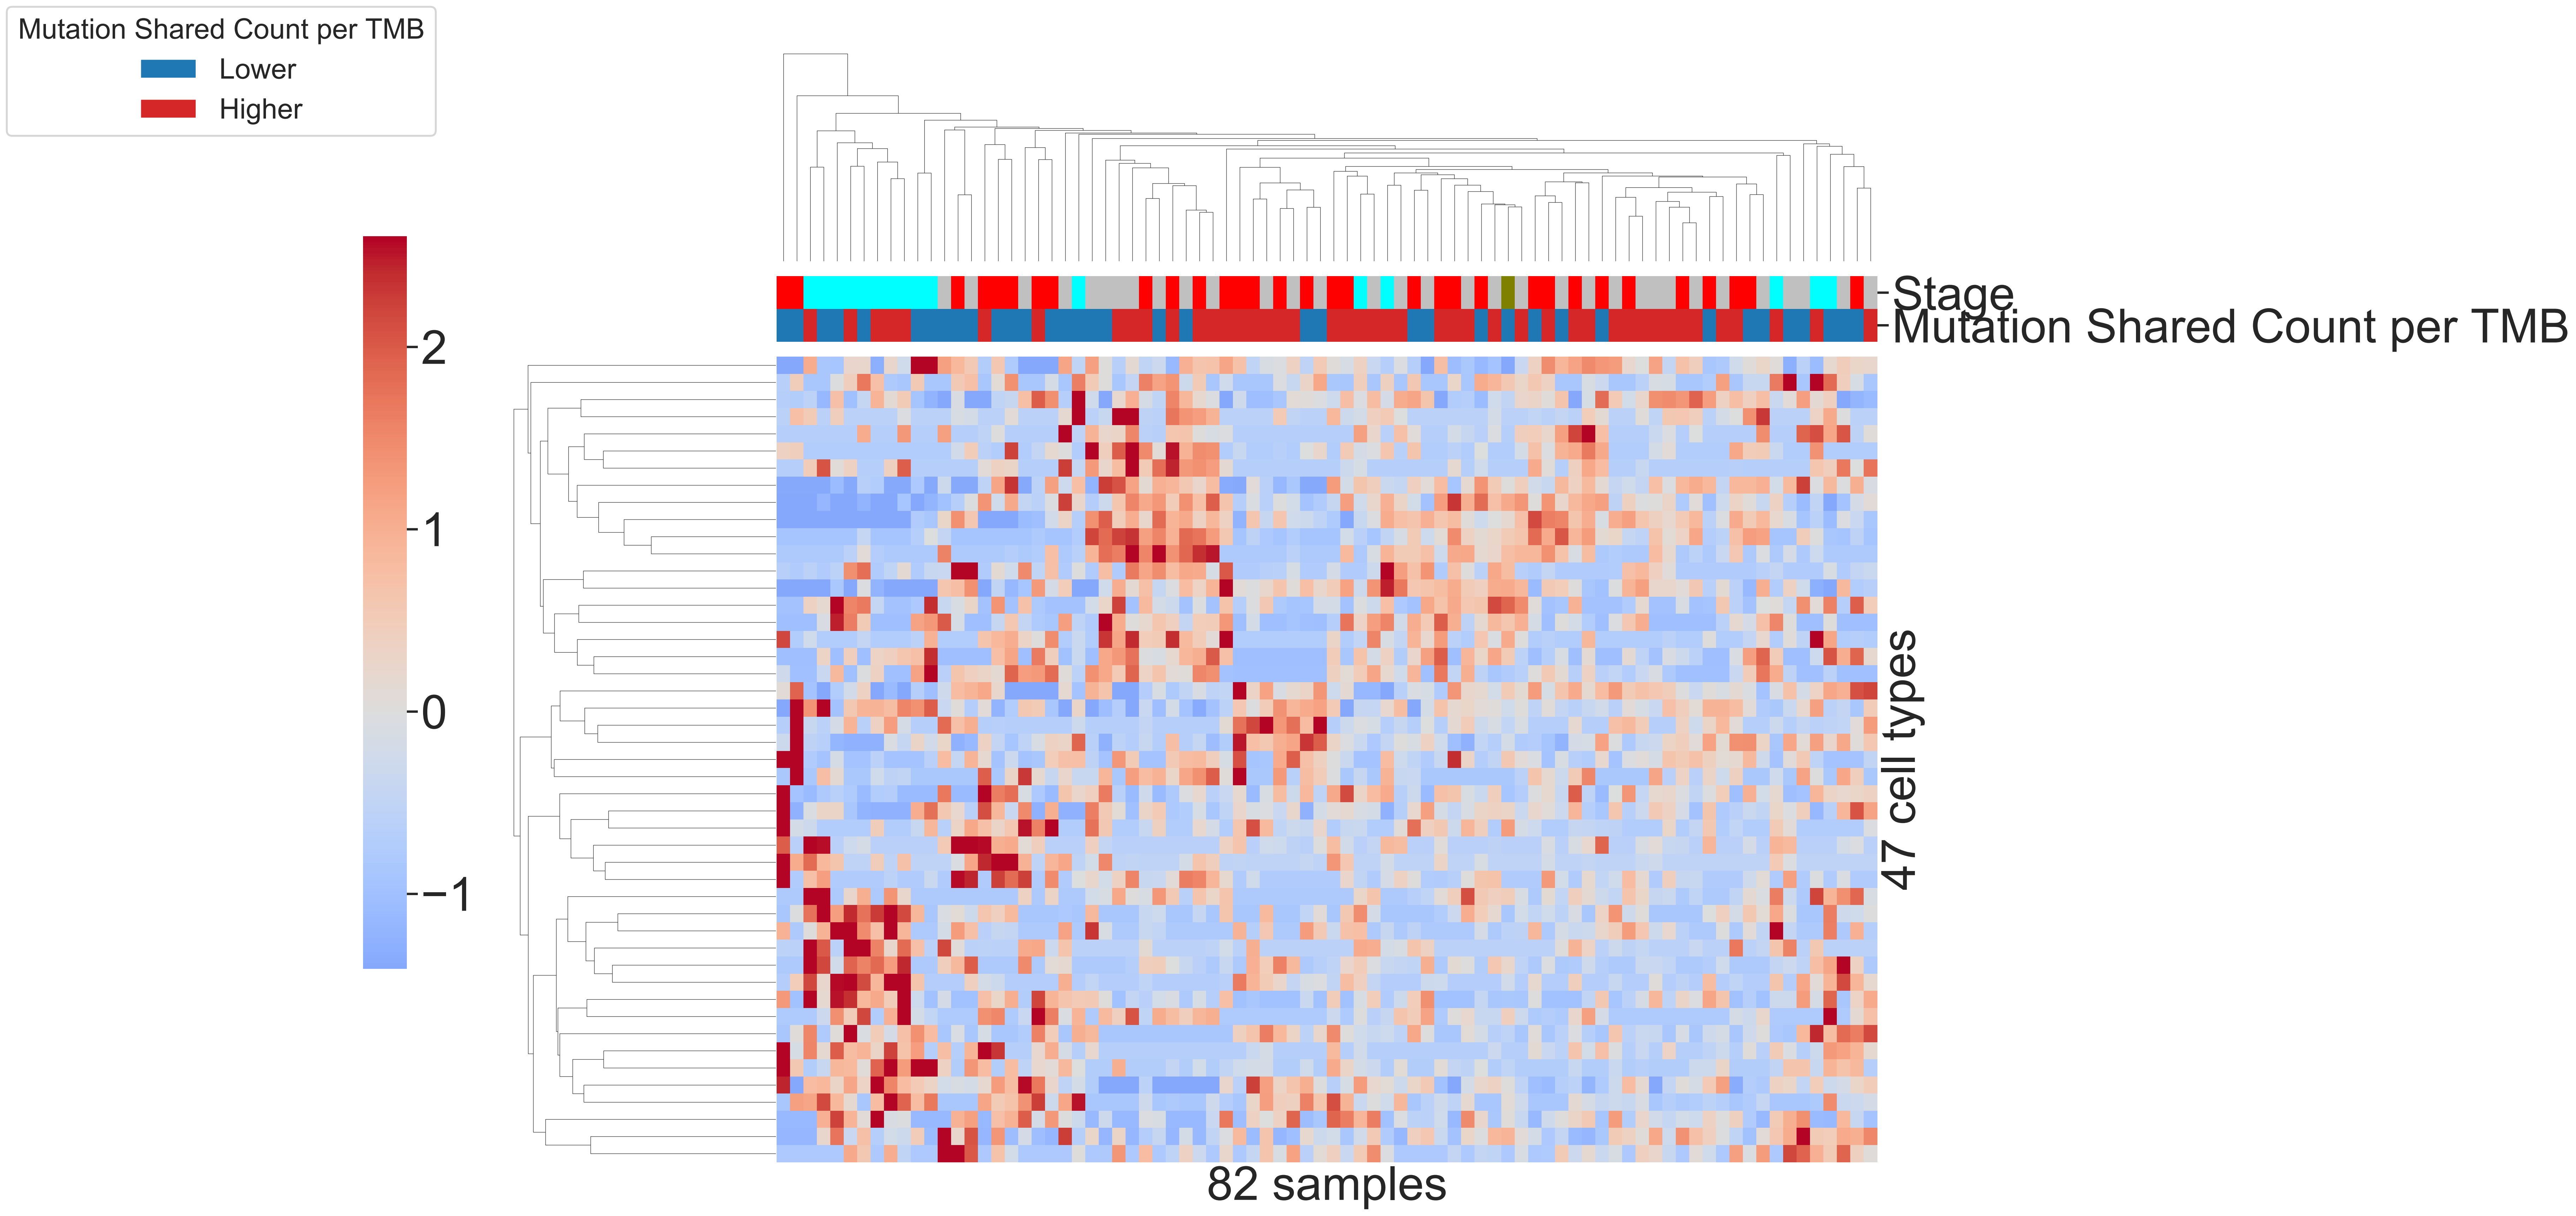 Mutation Shared Count per TMB
Lower
Higher
Stage
Mutation Shared Count per TMB
2
1
0
−1
47 cell types
82 samples